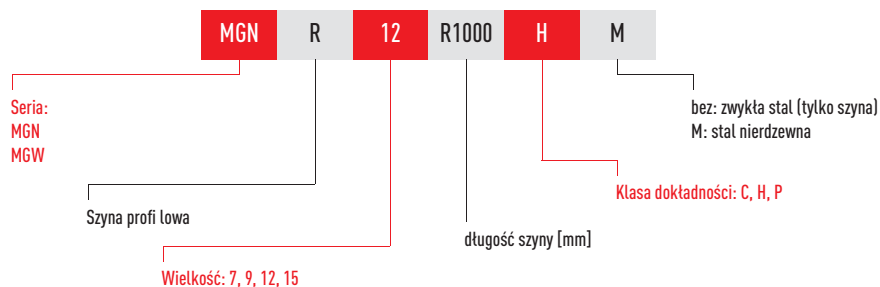 MGN R 12 R1000 H M
Seria:
MGN
MGW
bez: zwykła stal (tylko szyna)
M: stal nierdzewna
Klasa dokładności: C, H, P
Szyna profi lowa
długość szyny [mm]
Wielkość: 7, 9, 12, 15